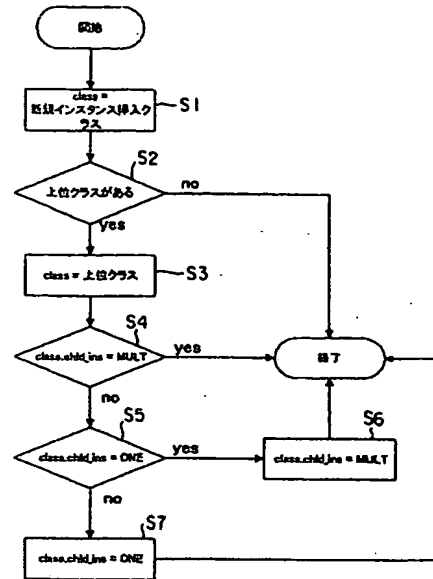 開始
class =
新規インスタンス挿入ク
ラス
S1
S2
上位クラスがある
no
yes
class = 上位クラス
S3
S4
class.chld_ins = MULT
yes
終了
no
S5
class.chld_ins = ONE
yes
S6
class.chld_ins = MULT
no
S7
class.chld_ins = ONE